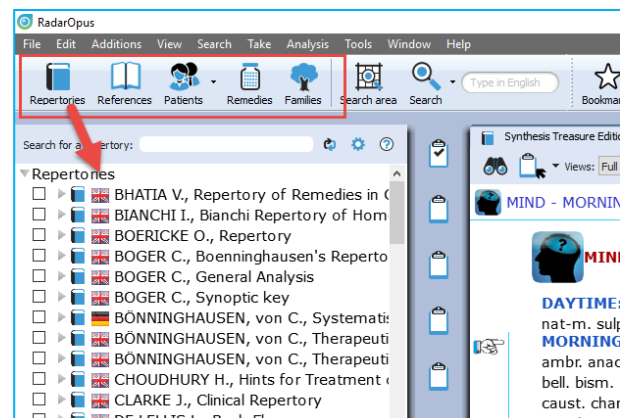 RadarOpus
File Edit Additions View Search Take Analysis Tools Window Help
Type in English
Repertories References Patients Remedies Families Search area Search Bookmar
Search for a repertory:
Synthesis Treasure Editio
Views: Full
Repertories
MIND - MORNIN
BHATIA V., Repertory of Remedies in C
BIANCHI I., Bianchi Repertory of Hom
BOERICKE O., Repertory
MIND
BOGER C., Boenninghausen's Reperto
BOGER C., General Analysis
BOGER C., Synoptic key
DAYTIME:
BÖNNINGHAUSEN, von C., Systematis
nat-m. sulp
BÖNNINGHAUSEN, von C., Therapeuti
MORNING
BÖNNINGHAUSEN, von C., Therapeuti
ambr. anac
CHOUDHURY H., Hints for Treatment
bell. bism.
CLARKE J., Clinical Repertory
caust. cha